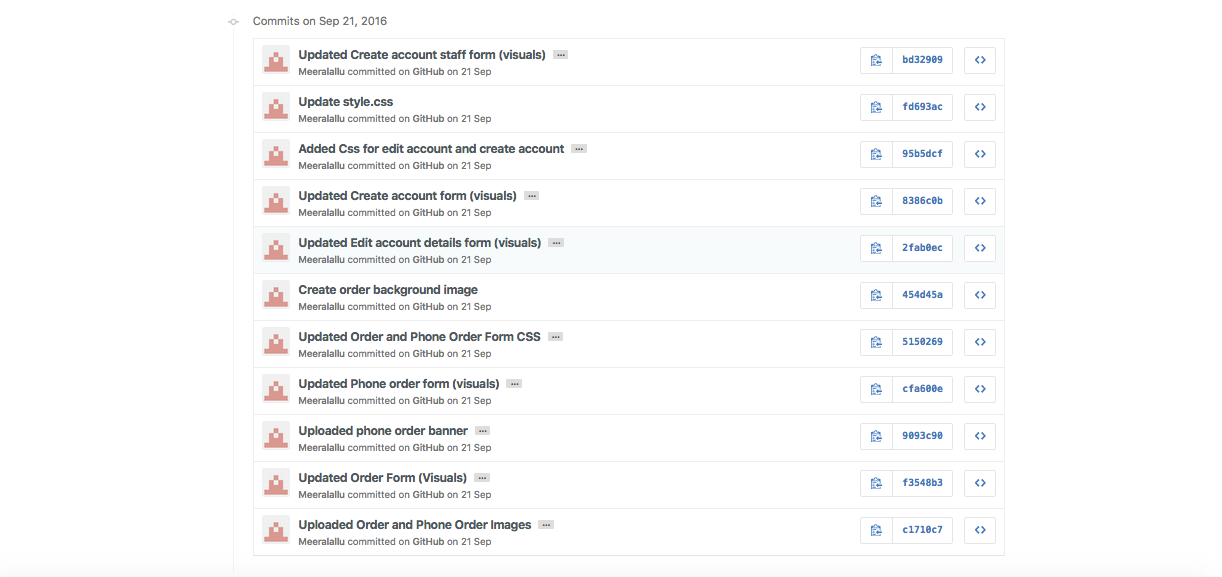 Commits on Sep 21, 2016
Updated Create account staff form (visuals) ...
bd32909
Meeralallu committed on GitHub on 21 Sep
Update style.css
fd693ac
Meeralallu committed on GitHub on 21 Sep
Added Css for edit account and create account ...
95b5dcf
Meeralallu committed on GitHub on 21 Sep
Updated Create account form (visuals) ...
8386c0b
Meeralallu committed on GitHub on 21 Sep
Updated Edit account details form (visuals) ...
2fab0ec
Meeralallu committed on GitHub on 21 Sep
Create order background image
454d45a
Meeralallu committed on GitHub on 21 Sep
Updated Order and Phone Order Form CSS ...
5150269
Meeralallu committed on GitHub on 21 Sep
Updated Phone order form (visuals) ...
cfa600e
Meeralallu committed on GitHub on 21 Sep
Uploaded phone order banner ...
9093c90
Meeralallu committed on GitHub on 21 Sep
Updated Order Form (Visuals) ...
f3548b3
Meeralallu committed on GitHub on 21 Sep
Uploaded Order and Phone Order Images ...
c1710c7
Meeralallu committed on GitHub on 21 Sep